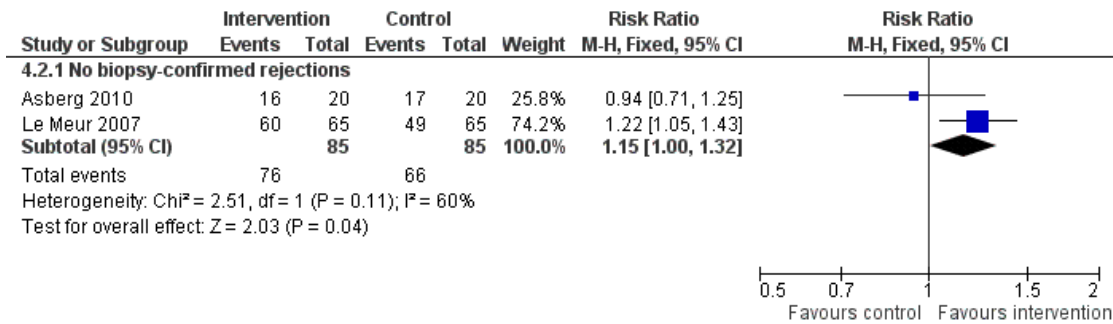 Intervention Control Risk Ratio Risk Ratio
Study or Subgroup Events Total Events Total Weight M-H, Fixed, 95% CI M-H, Fixed, 95% CI
4.2.1 No biopsy-confirmed rejections
Asberg 2010 16 20 17 20 25.8% 0.94 [0.71, 1.25]
Le Meur 2007 60 65 49 65 74.2% 1.22 [1.05, 1.43]
Subtotal (95% CI) 85 85 100.0% 1.15 [1.00, 1.32]
Total events 76 66
Heterogeneity: Chi² = 2.51, df = 1 (P = 0.11); I² = 60%
Test for overall effect: Z = 2.03 (P = 0.04)
0.5 0.7 1 1.5 2
Favours control Favours intervention